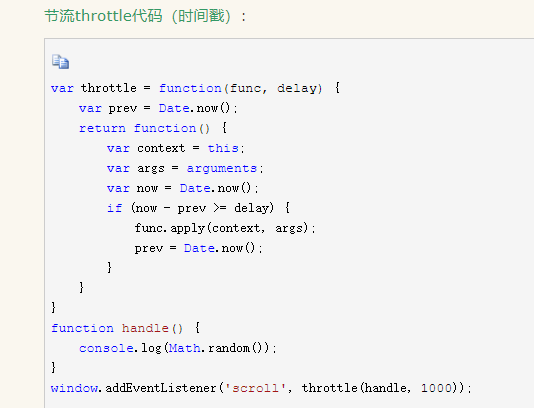 节流throttle代码（时间戳）：
var throttle = function(func, delay) {
    var prev = Date.now();
    return function() {
        var context = this;
        var args = arguments;
        var now = Date.now();
        if (now - prev >= delay) {
            func.apply(context, args);
            prev = Date.now();
        }
    }
}
function handle() {
    console.log(Math.random());
}
window.addEventListener('scroll', throttle(handle, 1000));